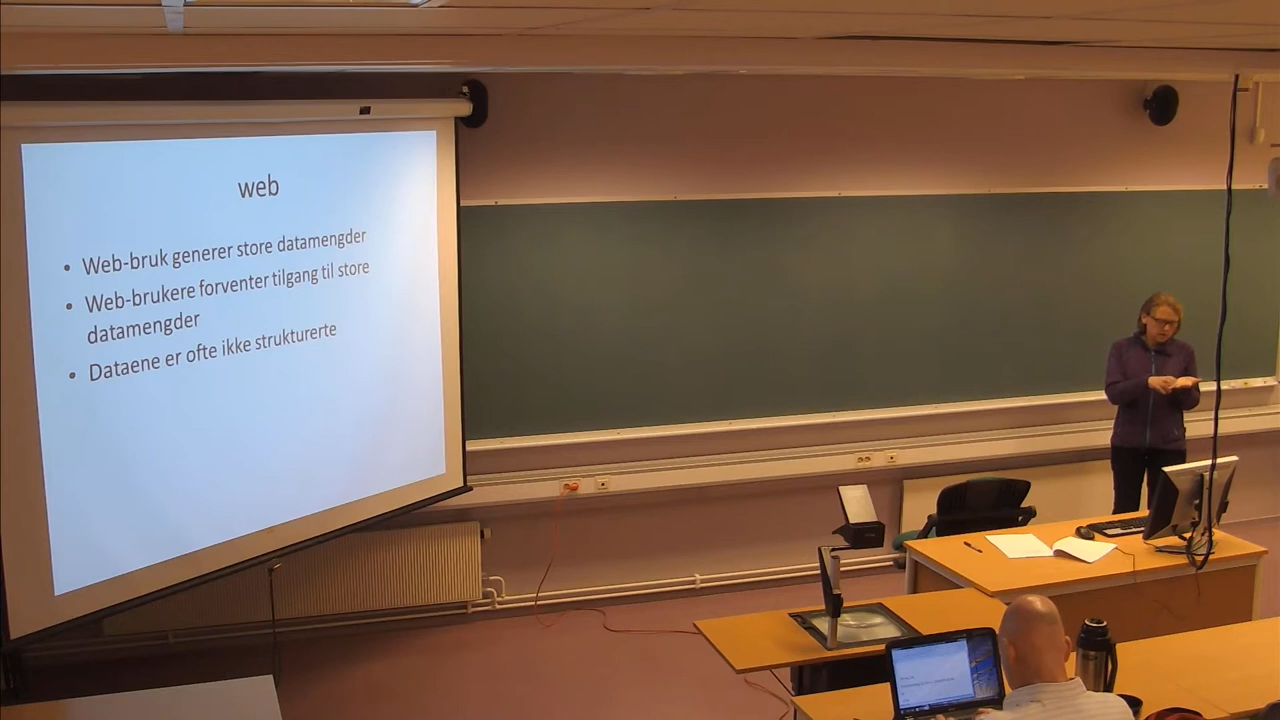 web
• Web-bruk generer store datamengder
• Web-brukere forventer tilgang til store
datamengder
• Dataene er ofte ikke strukturerte